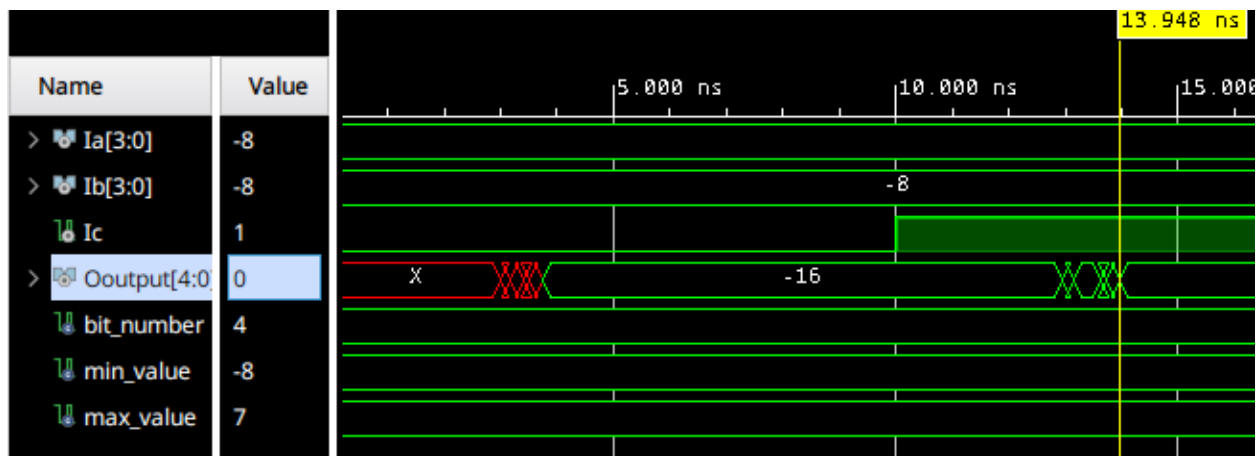 13.948 ns
Name Value 5.000 ns 10.000 ns 15.000
Ia[3:0] -8
Ib[3:0] -8 -8
Ic 1
Ooutput[4:0] 0 X -16
bit_number 4
min_value -8
max_value 7